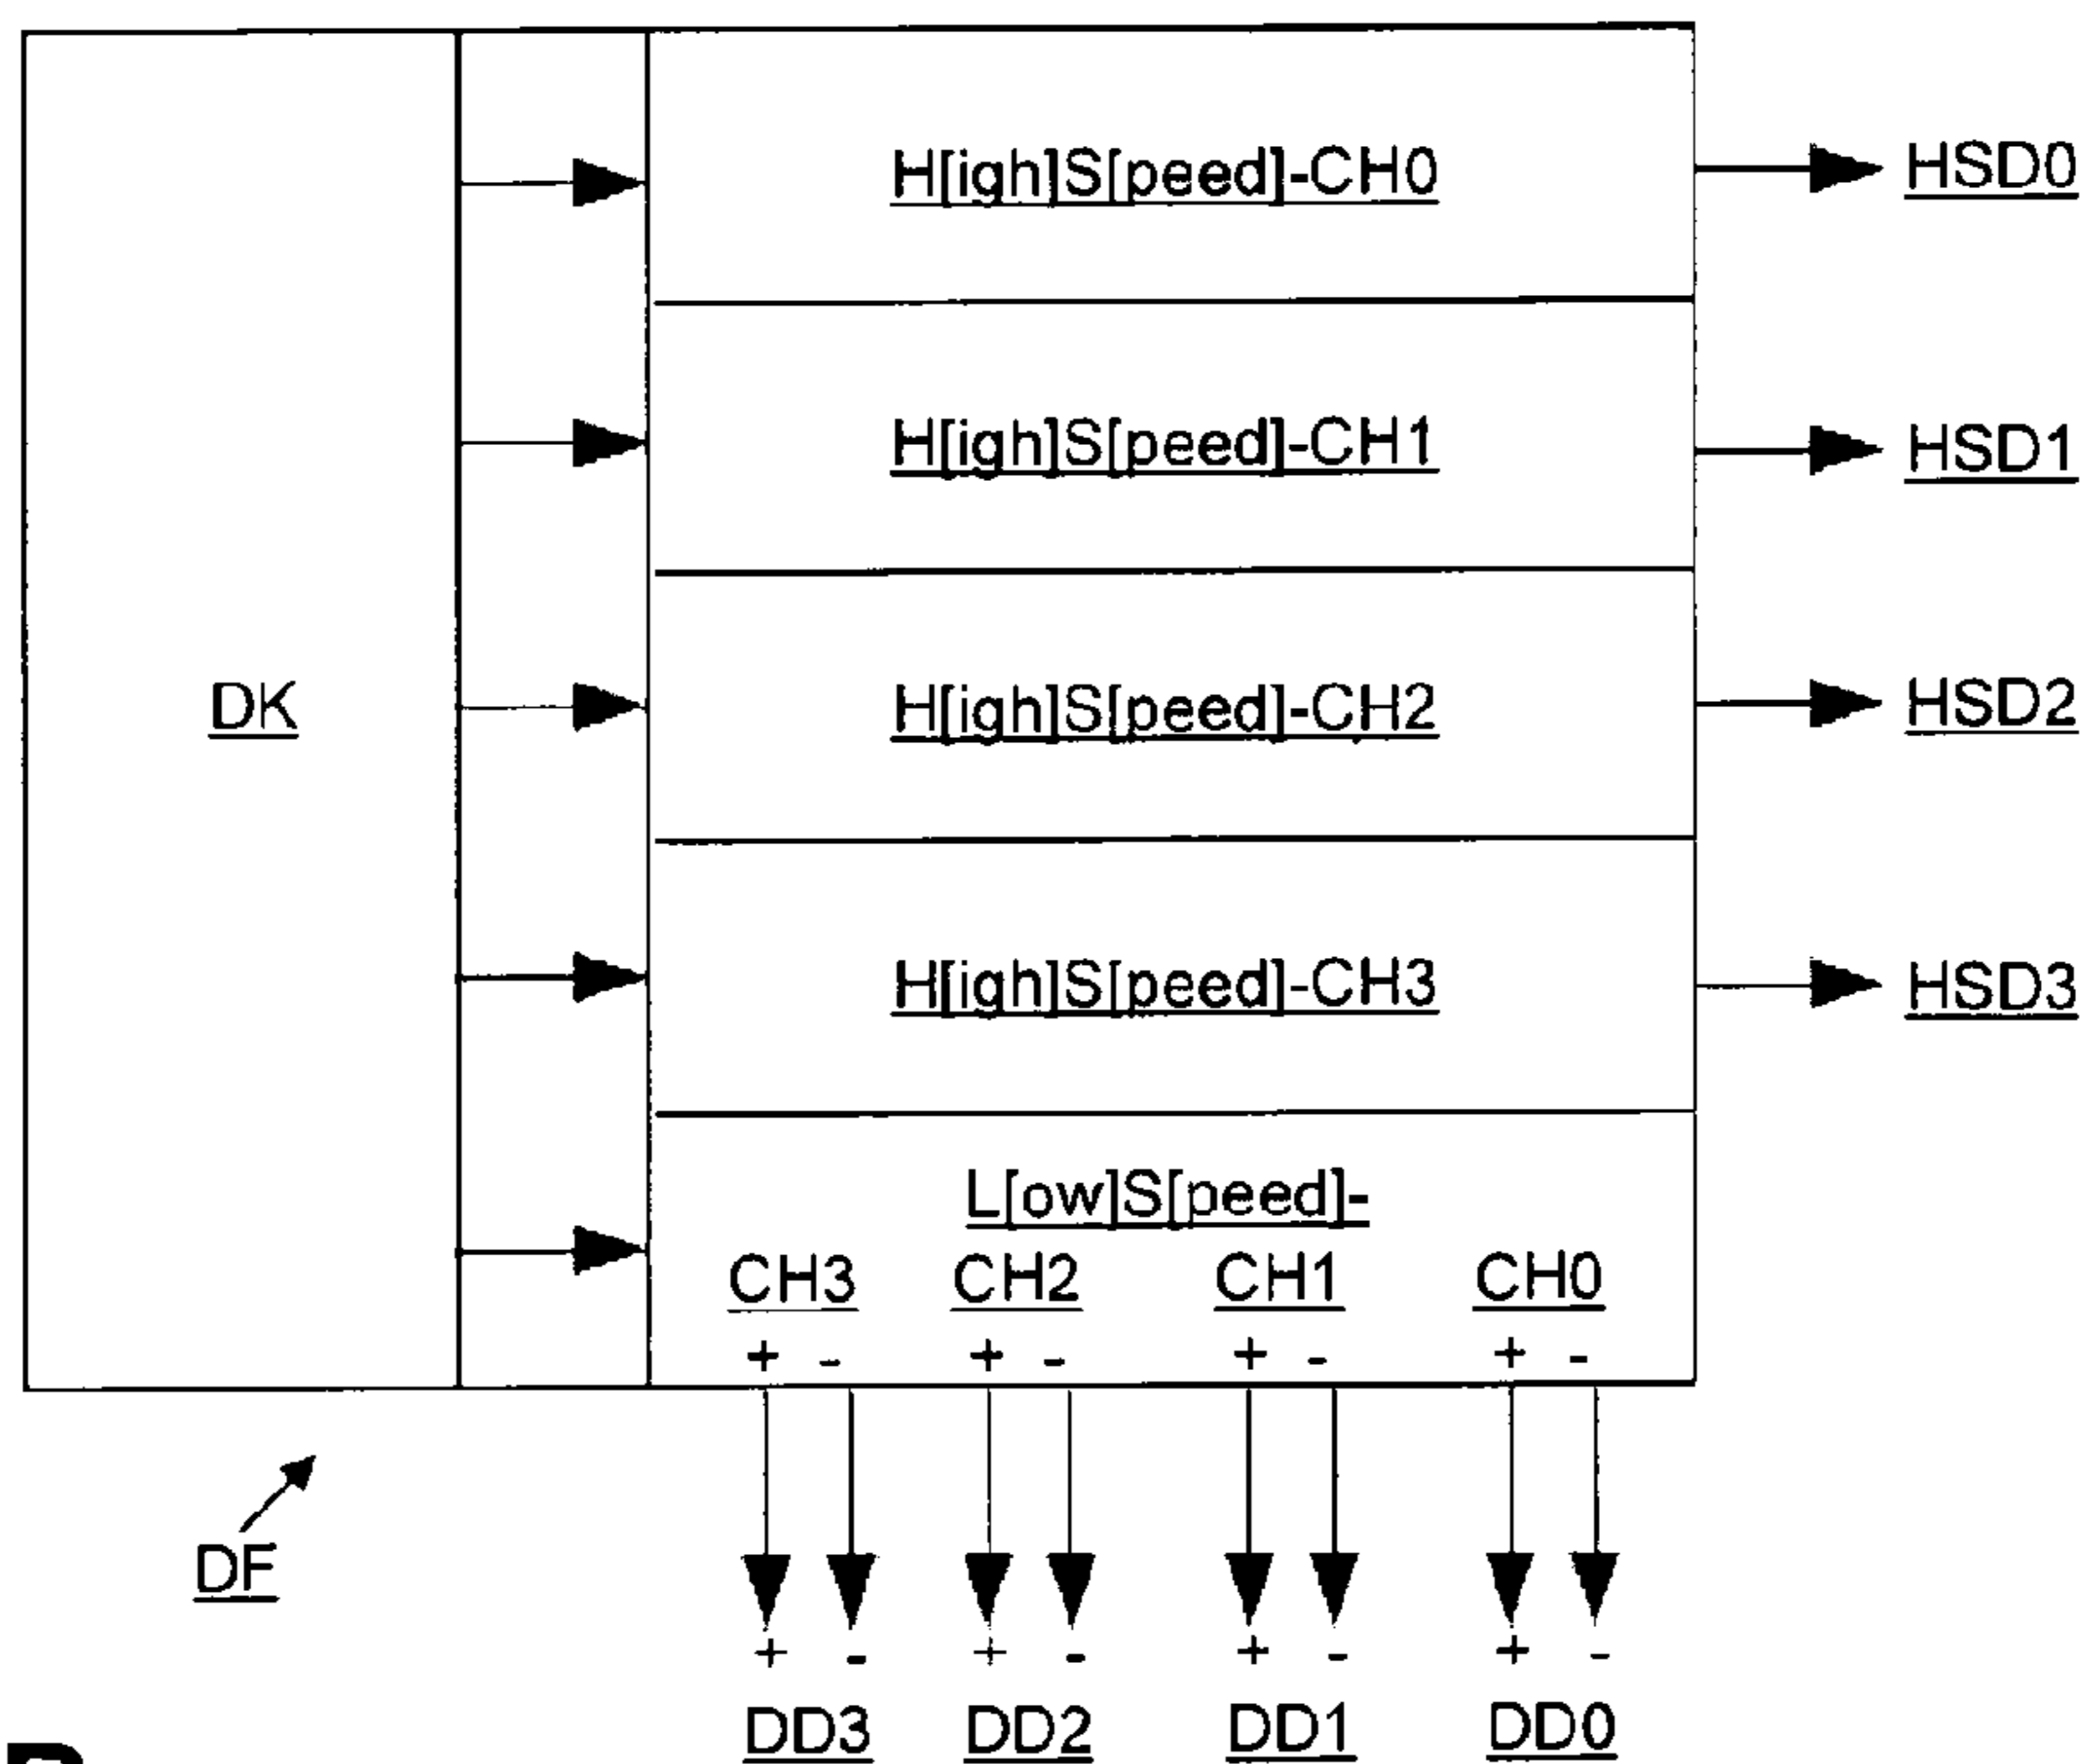 H[igh]S[peed]-CH0 HSD0
H[igh]S[peed]-CH1 HSD1
DK H[igh]S[peed]-CH2 HSD2
H[igh]S[peed]-CH3 HSD3
L[ow]S[peed]-
CH3 CH2 CH1 CH0
+ - + - + - + -
DF
+ - + - + - + -
DD3 DD2 DD1 DD0